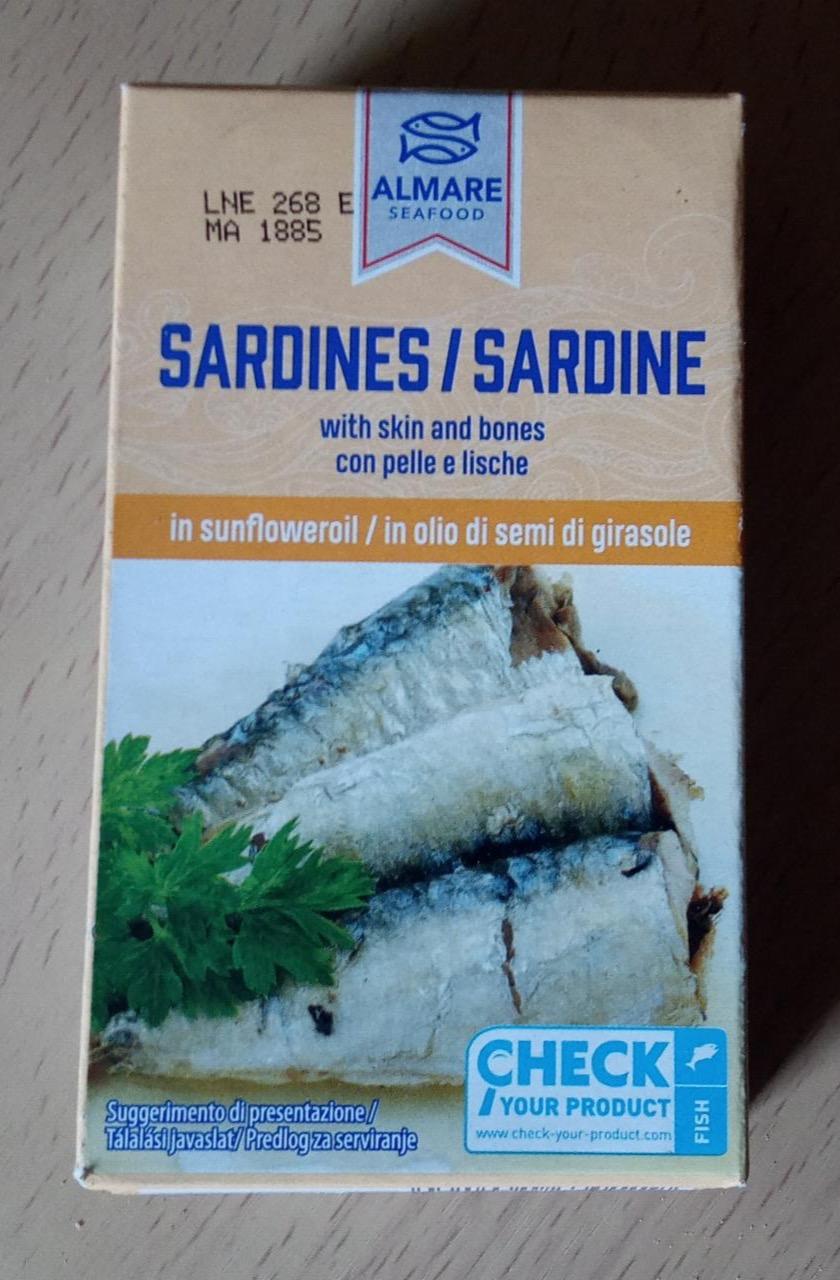 ALMARE
SEAFOOD
LNE 268 E
MA 1885
SARDINES / SARDINE
with skin and bones
con pelle e lische
in sunfloweroil / in olio di semi di girasole
Suggerimento di presentazione /
Tálalási javaslat/ Predlog za serviranje
CHECK
YOUR PRODUCT
www.check-your-product.com
FISH